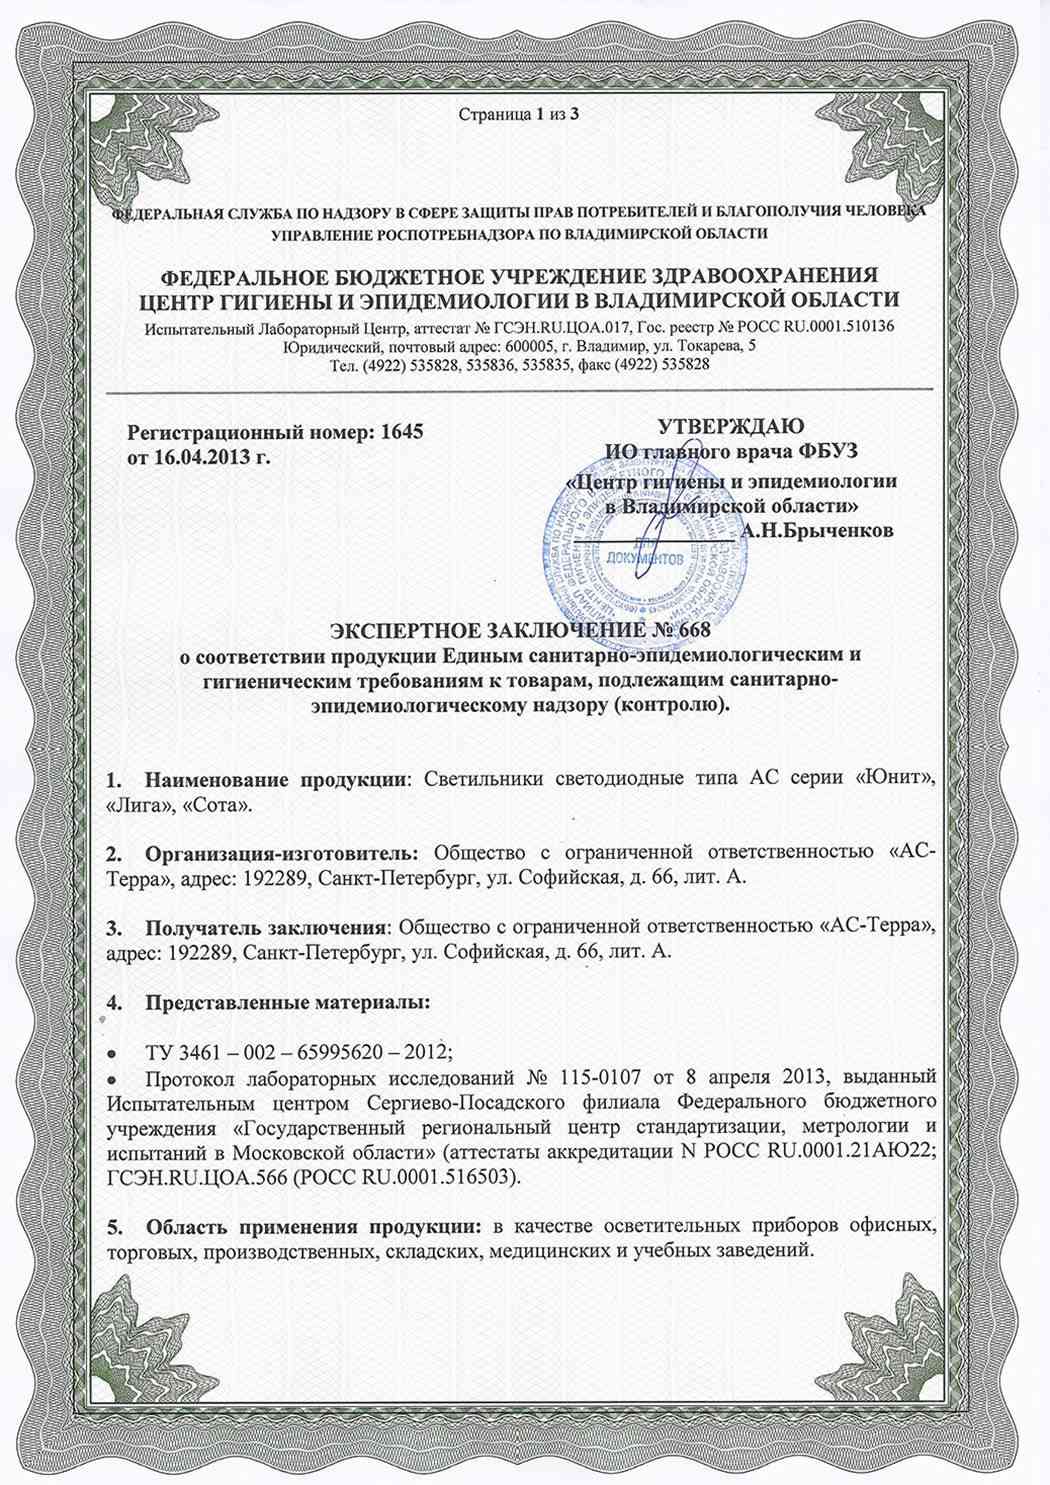 Страница 1 из 3
ФЕДЕРАЛЬНАЯ СЛУЖБА ПО НАДЗОРУ В СФЕРЕ ЗАЩИТЫ ПРАВ ПОТРЕБИТЕЛЕЙ И БЛАГОПОЛУЧИЯ ЧЕЛОВЕКА
УПРАВЛЕНИЕ РОСПОТРЕБНАДЗОРА ПО ВЛАДИМИРСКОЙ ОБЛАСТИ
ФЕДЕРАЛЬНОЕ БЮДЖЕТНОЕ УЧРЕЖДЕНИЕ ЗДРАВООХРАНЕНИЯ
ЦЕНТР ГИГИЕНЫ И ЭПИДЕМИОЛОГИИ В ВЛАДИМИРСКОЙ ОБЛАСТИ
Испытательный Лабораторный Центр, аттестат № ГСЭН.RU.ЦОА.017, Гос. реестр № РОСС RU.0001.510136
Юридический, почтовый адрес: 600005, г. Владимир, ул. Токарева, 5
Тел. (4922) 535828, 535836, 535835, факс (4922) 535828
Регистрационный номер: 1645
от 16.04.2013 г.
УТВЕРЖДАЮ
ИО главного врача ФБУЗ
«Центр гигиены и эпидемиологии
в Владимирской области»
А.Н.Брыченков
ДЛЯ
ДОКУМЕНТОВ
ЭКСПЕРТНОЕ ЗАКЛЮЧЕНИЕ № 668
о соответствии продукции Единым санитарно-эпидемиологическим и
гигиеническим требованиям к товарам, подлежащим санитарно-
эпидемиологическому надзору (контролю).
1. Наименование продукции: Светильники светодиодные типа АС серии «Юнит»,
«Лига», «Сота».
2. Организация-изготовитель: Общество с ограниченной ответственностью «АС-
Терра», адрес: 192289, Санкт-Петербург, ул. Софийская, д. 66, лит. А.
3. Получатель заключения: Общество с ограниченной ответственностью «АС-Терра»,
адрес: 192289, Санкт-Петербург, ул. Софийская, д. 66, лит. А.
4. Представленные материалы:
• ТУ 3461 – 002 – 65995620 – 2012;
• Протокол лабораторных исследований № 115-0107 от 8 апреля 2013, выданный
Испытательным центром Сергиево-Посадского филиала Федерального бюджетного
учреждения «Государственный региональный центр стандартизации, метрологии и
испытаний в Московской области» (аттестаты аккредитации N РОСС RU.0001.21АЮ22;
ГСЭН.RU.ЦОА.566 (РОСС RU.0001.516503).
5. Область применения продукции: в качестве осветительных приборов офисных,
торговых, производственных, складских, медицинских и учебных заведений.